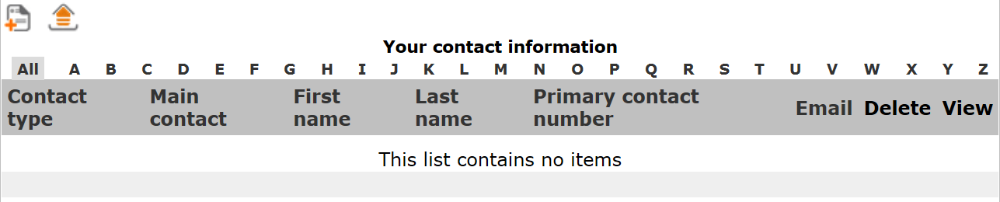 Your contact information
All A B C D E F G H I J K L M N O P Q R S T U V W X Y Z
Contact type Main contact First name Last name Primary contact number Email Delete View
This list contains no items